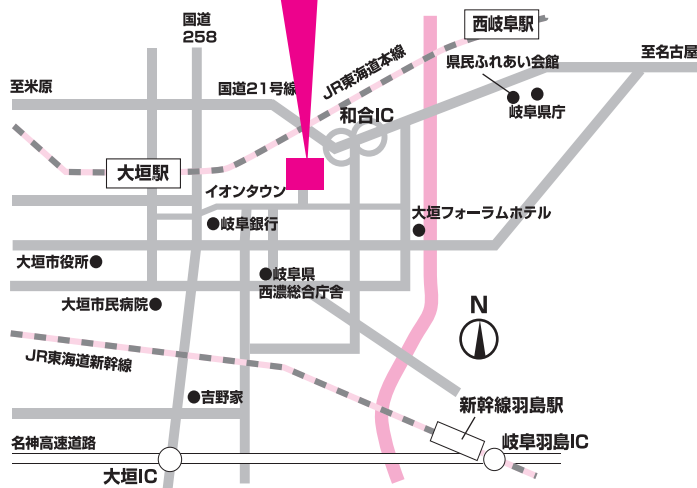 国道
258
西岐阜駅
至名古屋
県民ふれあい会館
JR東海道本線
至米原
国道21号線
和合IC
岐阜県庁
大垣駅
イオンタウン
大垣フォーラムホテル
岐阜銀行
大垣市役所
岐阜県
西濃総合庁舎
大垣市民病院
N
JR東海道新幹線
吉野家
新幹線羽島駅
名神高速道路
岐阜羽島IC
大垣IC